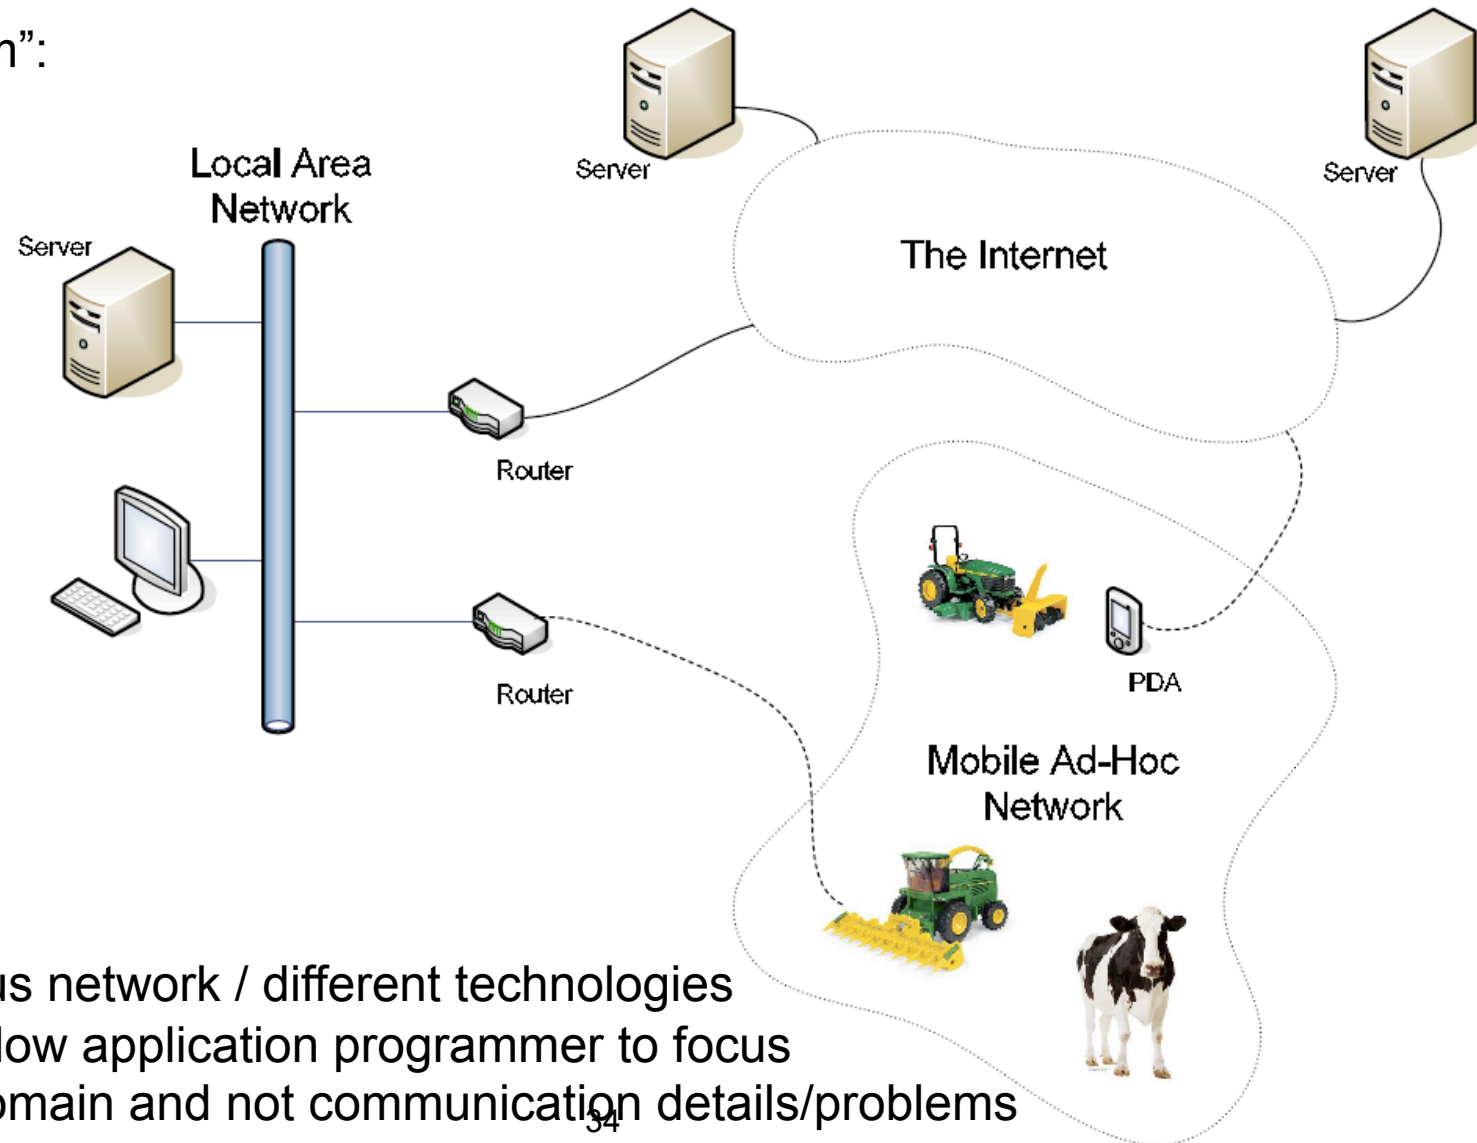 n”:
Server
Server
Local Area
Network
Server
The Internet
Router
Router
PDA
Mobile Ad-Hoc
Network
us network / different technologies
low application programmer to focus
omain and not communication details/problems
34